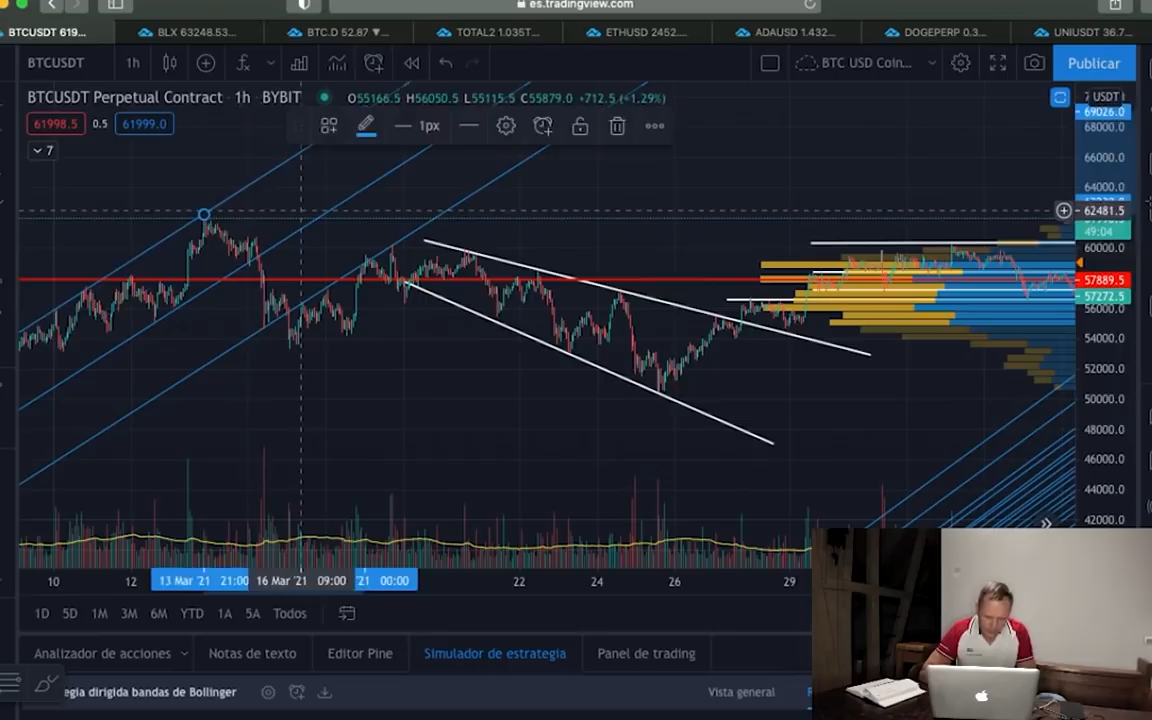 es.tradingview.com
BTCUSDT 619... BLX 63248.53... BTC.D 52.87 ▼... TOTAL2 1.035T... ETHUSD 2452.... ADAUSD 1.432... DOGEPERP 0.3... UNIUSDT 36.7...
BTCUSDT 1h BTC USD Coin... Publicar
BTCUSDT Perpetual Contract · 1h · BYBIT O55166.5 H56050.5 L55115.5 C55879.0 +712.5 (+1.29%) USDT
69026.0
61998.5 0.5 61999.0 1px
68000.0
7
66000.0
64000.0
62481.5
49:04
60000.0
57889.5
57272.5
56000.0
54000.0
52000.0
50000.0
48000.0
46000.0
44000.0
42000.0
10 12 13 Mar '21 21:00 16 Mar '21 09:00 '21 00:00 22 24 26 29
1D 5D 1M 3M 6M YTD 1A 5A Todos
Analizador de acciones Notas de texto Editor Pine Simulador de estrategia Panel de trading
egia dirigida bandas de Bollinger Vista general